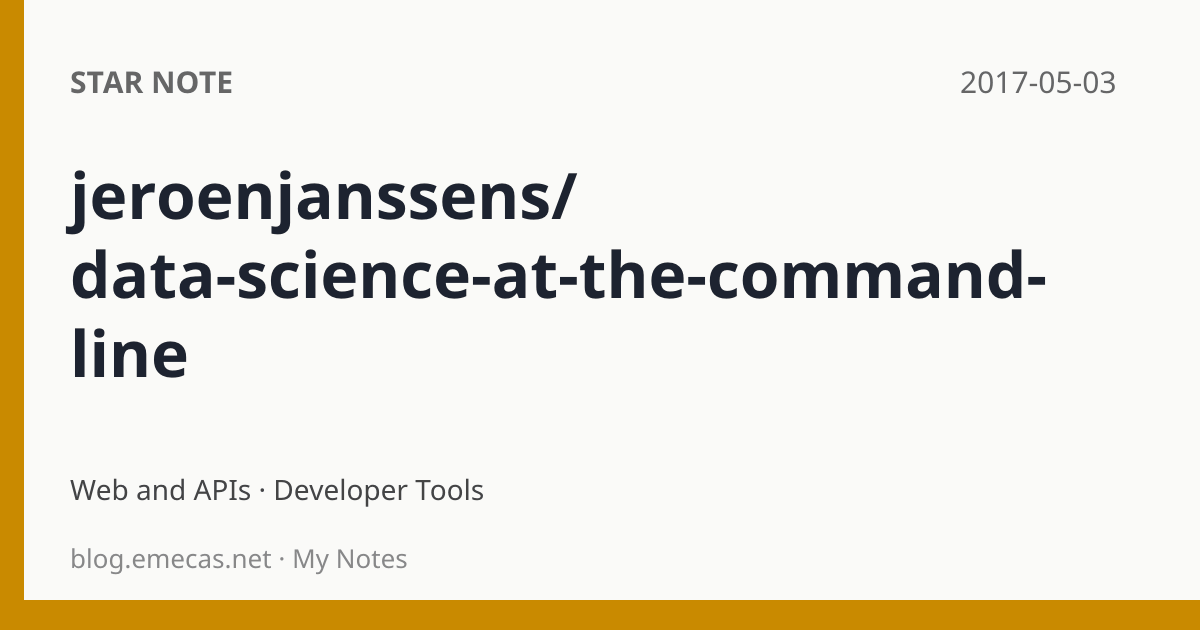 STAR NOTE
2017-05-03
jeroenjanssens/
data-science-at-the-command-
line
Web and APIs · Developer Tools
blog.emecas.net · My Notes